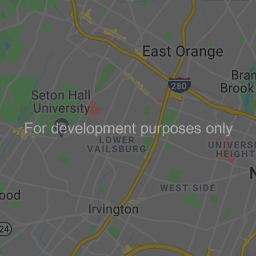 East Orange
280
Bran
Brook
Seton Hall
University
For development purposes only
LOWER
VAILSBURG
UNIVERS
HEIGHT
N
WEST SIDE
ood
Irvington
24